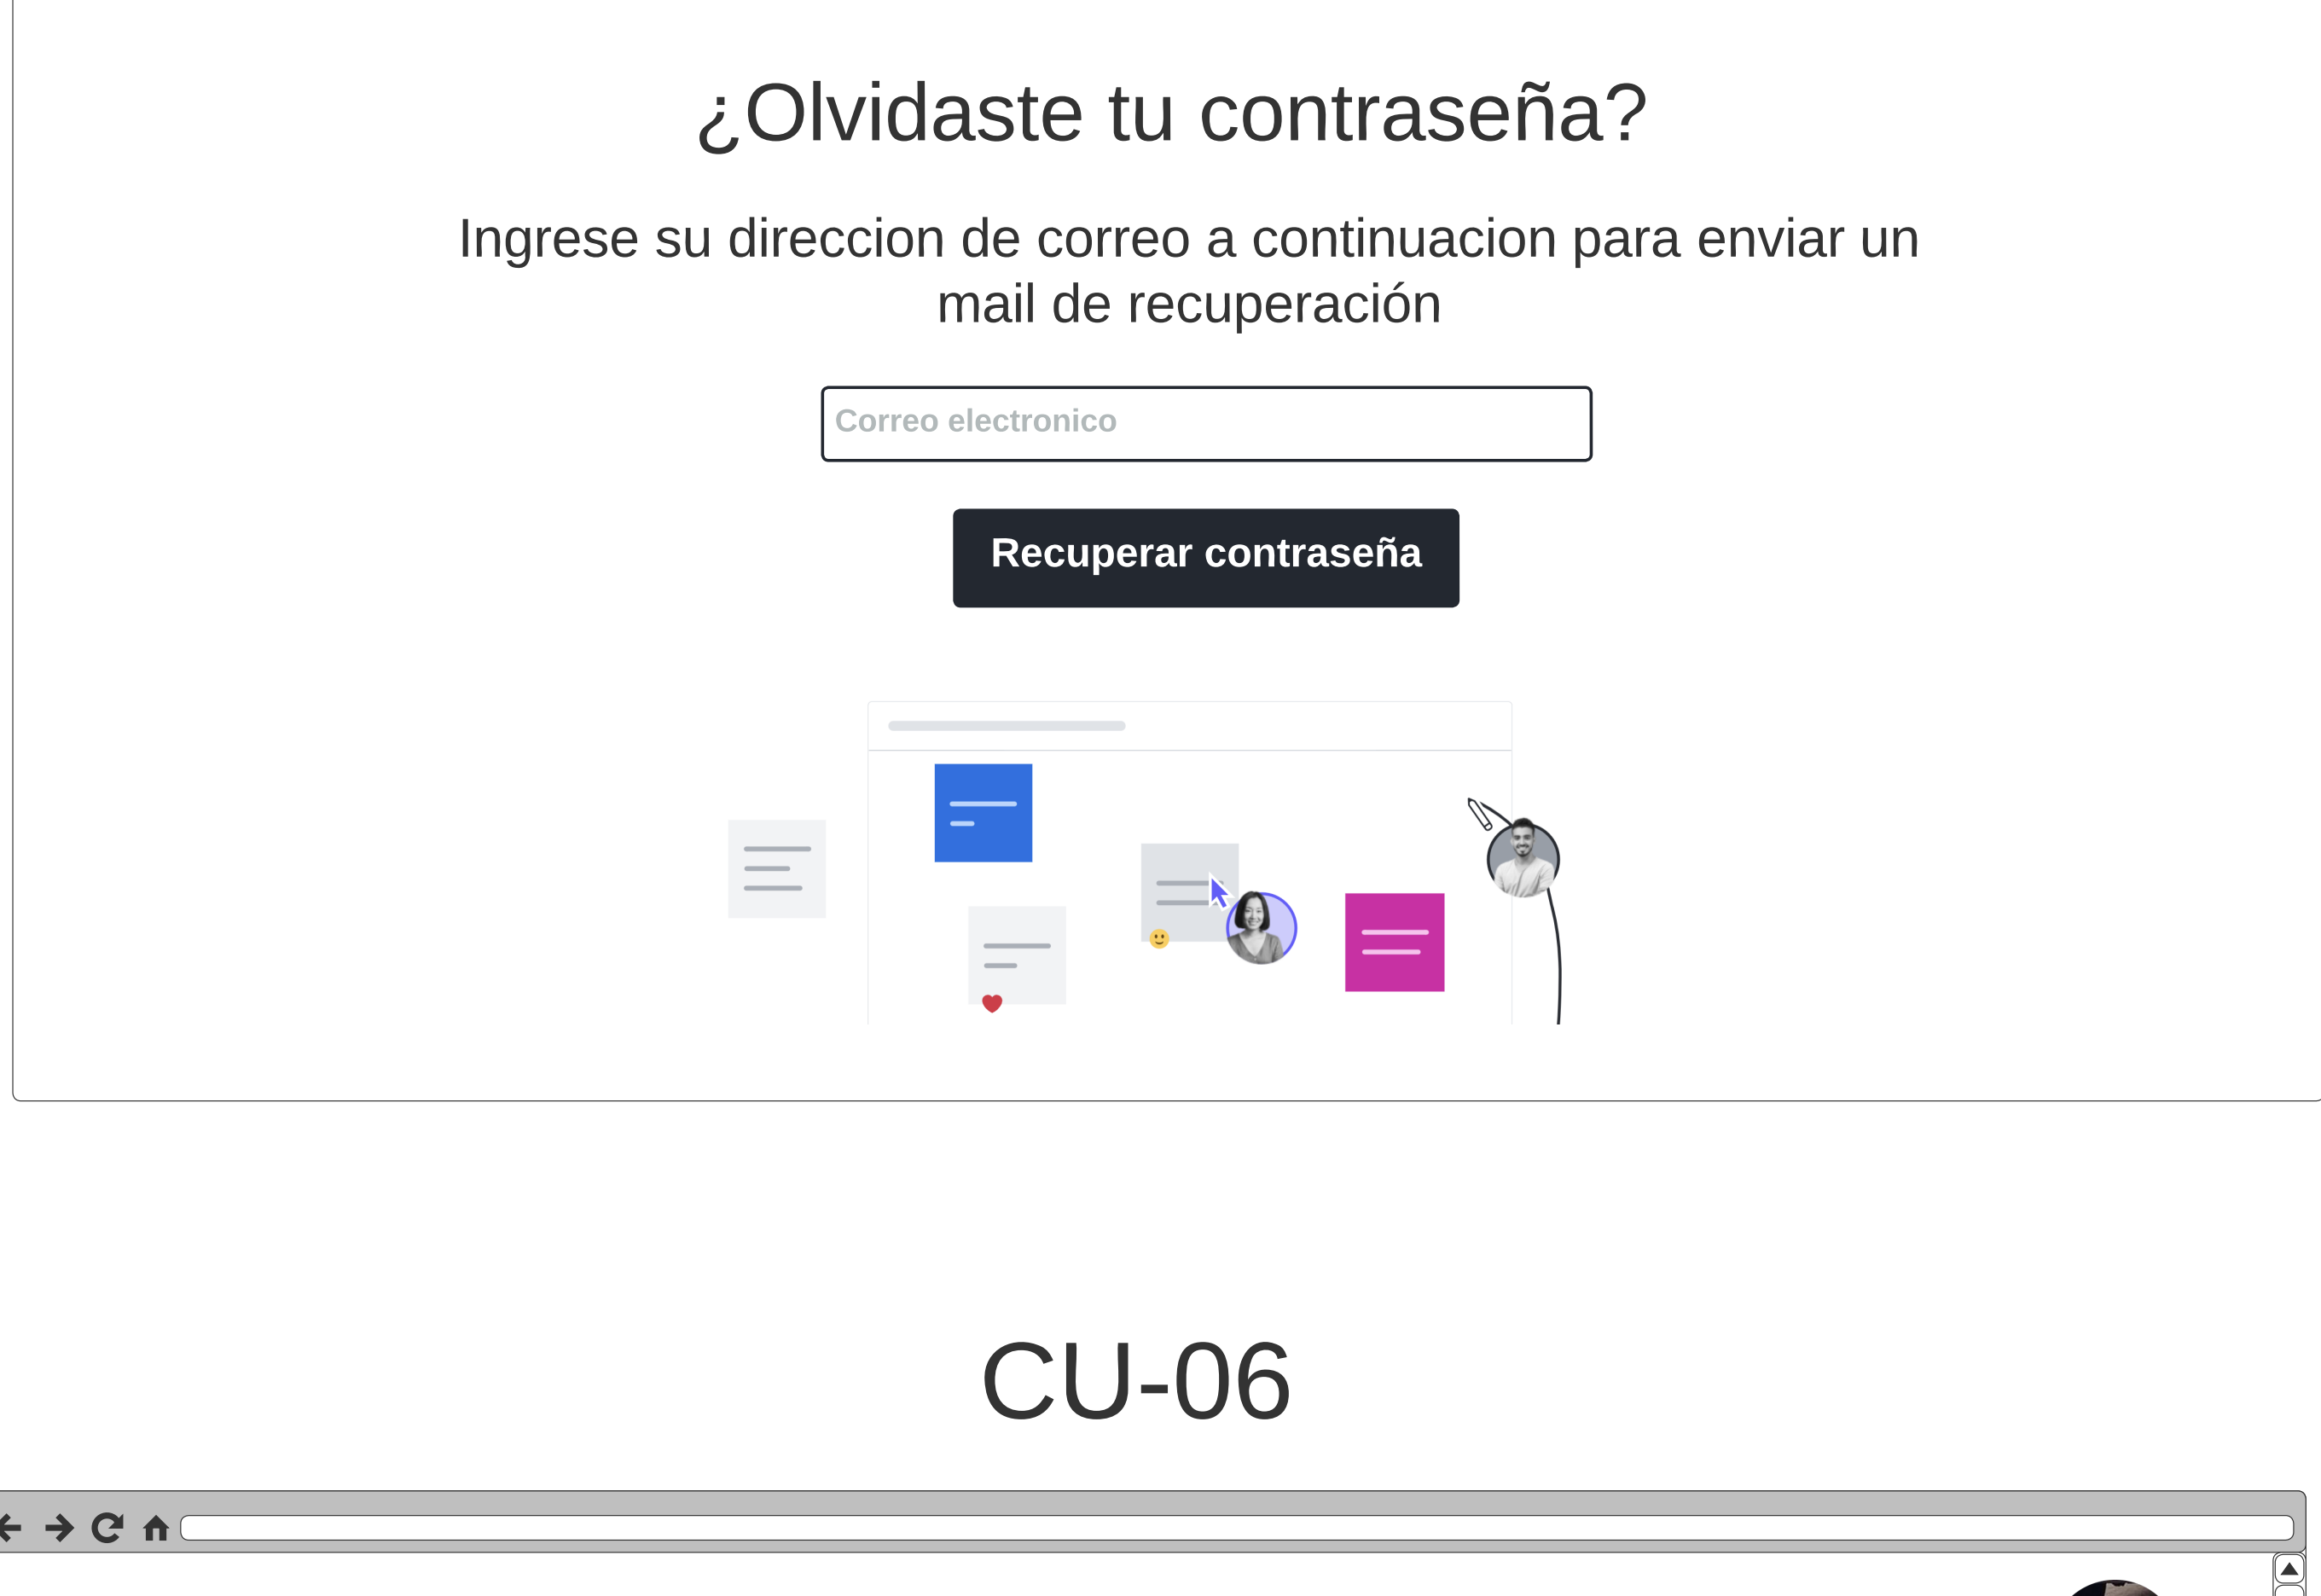 ¿Olvidaste tu contraseña?
Ingrese su direccion de correo a continuacion para enviar un
mail de recuperación
Correo electronico
Recuperar contraseña
CU-06